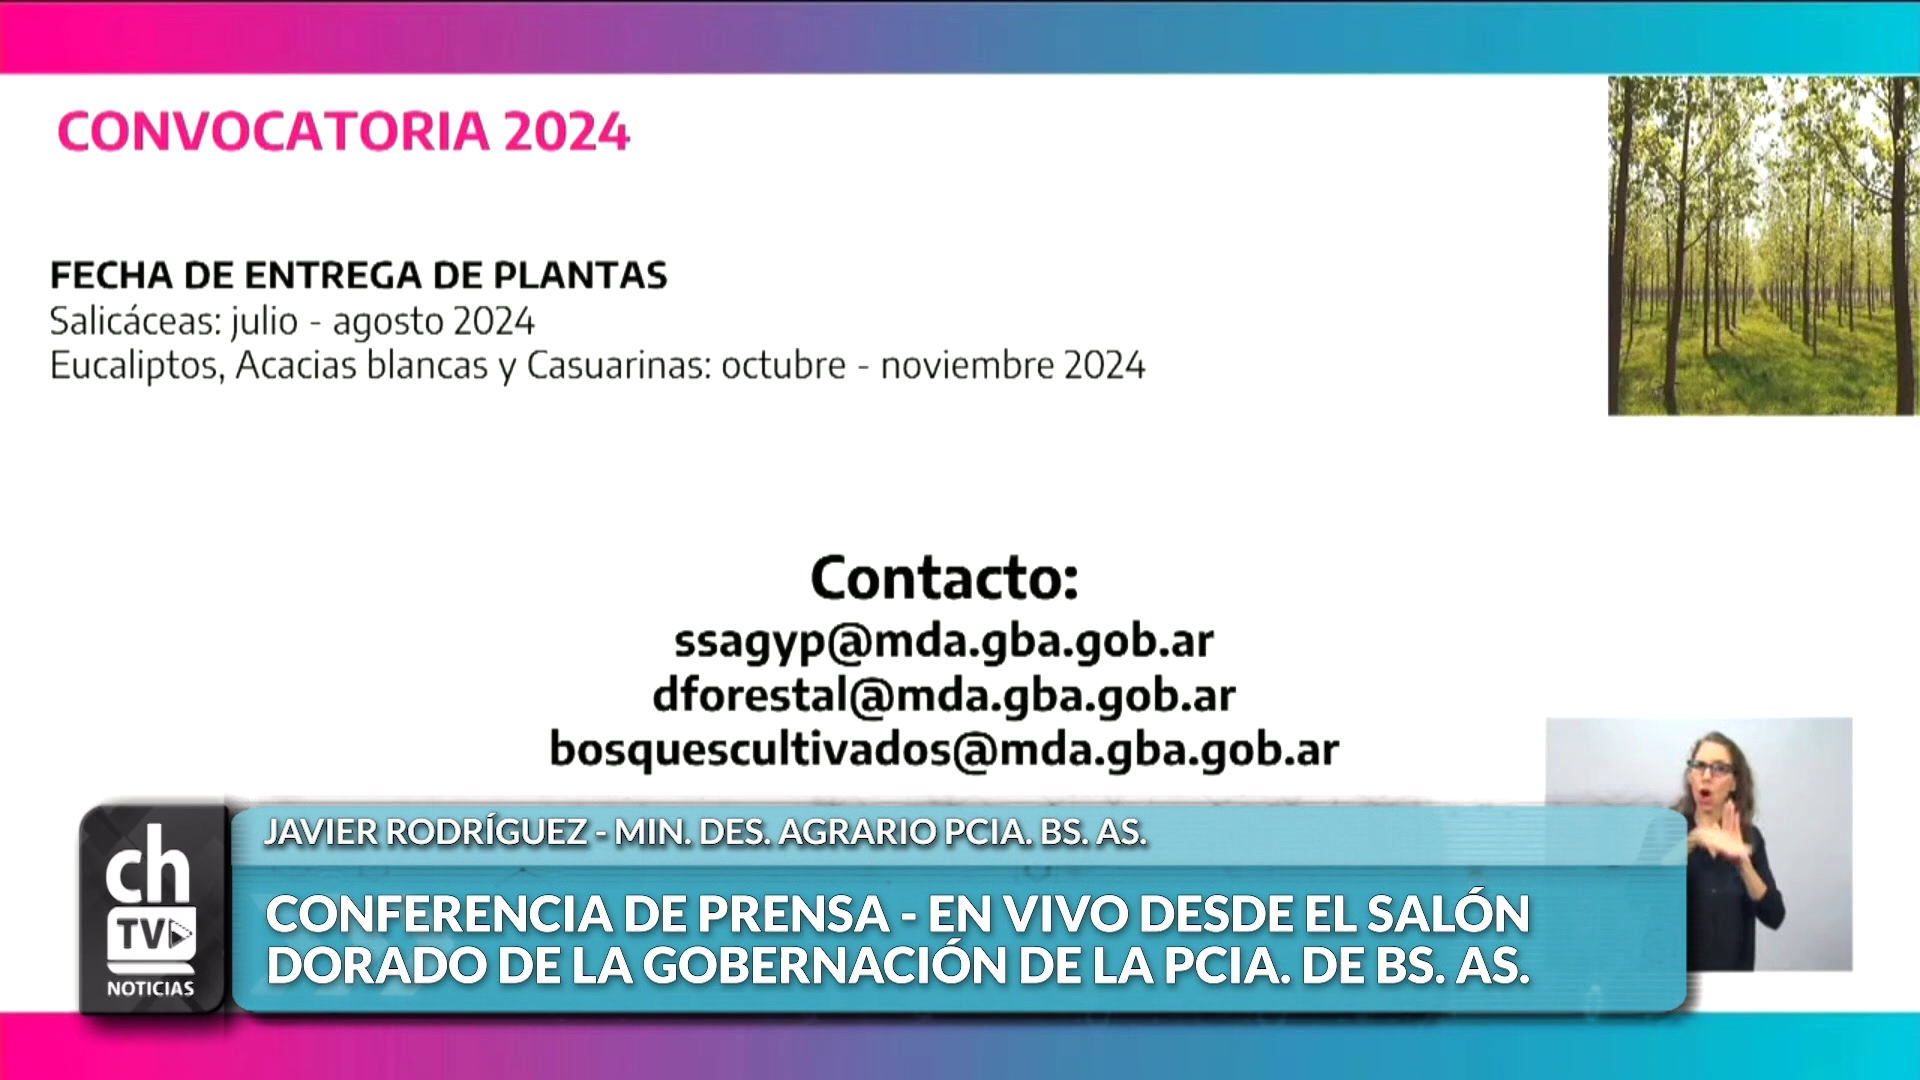 CONVOCATORIA 2024
FECHA DE ENTREGA DE PLANTAS
Salicáceas: julio - agosto 2024
Eucaliptos, Acacias blancas y Casuarinas: octubre - noviembre 2024
Contacto:
ssagyp@mda.gba.gob.ar
dforestal@mda.gba.gob.ar
bosquescultivados@mda.gba.gob.ar
JAVIER RODRÍGUEZ - MIN. DES. AGRARIO PCIA. BS. AS.
CONFERENCIA DE PRENSA - EN VIVO DESDE EL SALÓN
DORADO DE LA GOBERNACIÓN DE LA PCIA. DE BS. AS.
ch
TV
NOTICIAS